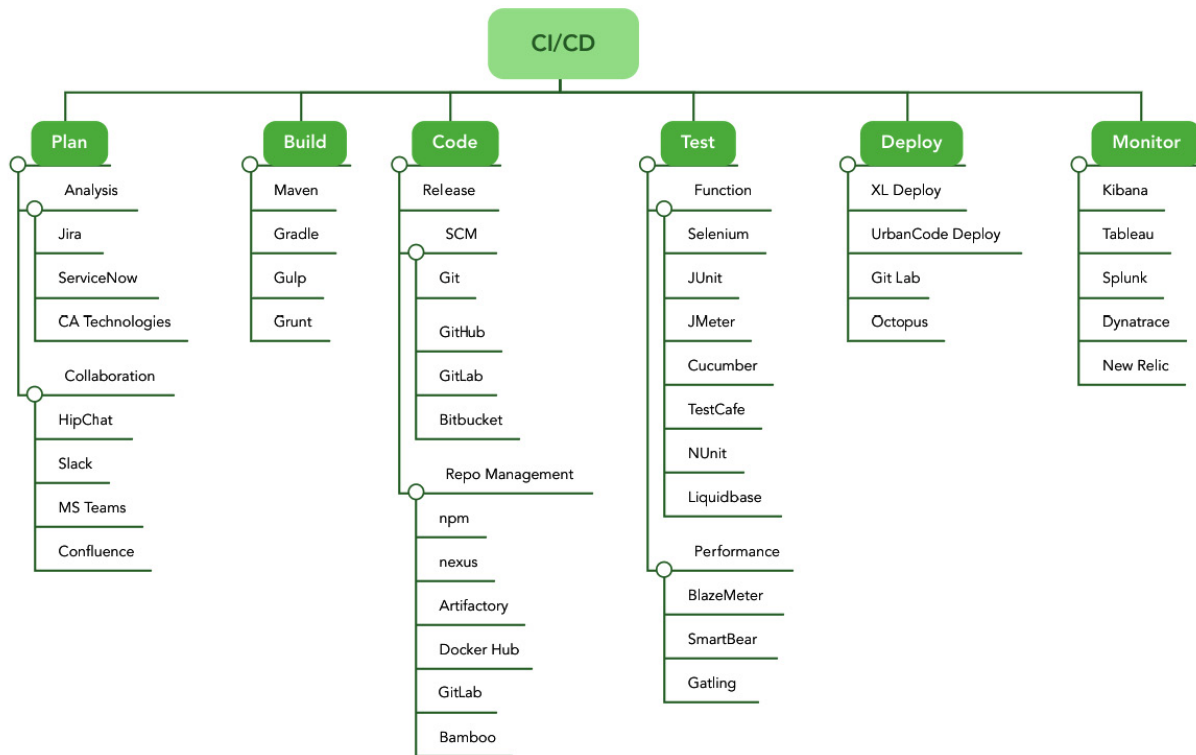 CI/CD
Plan
Analysis
Jira
ServiceNow
CA Technologies
Collaboration
HipChat
Slack
MS Teams
Confluence
Build
Maven
Gradle
Gulp
Grunt
Code
Release
SCM
Git
GitHub
GitLab
Bitbucket
Repo Management
npm
nexus
Artifactory
Docker Hub
GitLab
Bamboo
Test
Function
Selenium
JUnit
JMeter
Cucumber
TestCafe
NUnit
Liquidbase
Performance
BlazeMeter
SmartBear
Gatling
Deploy
XL Deploy
UrbanCode Deploy
Git Lab
Octopus
Monitor
Kibana
Tableau
Splunk
Dynatrace
New Relic